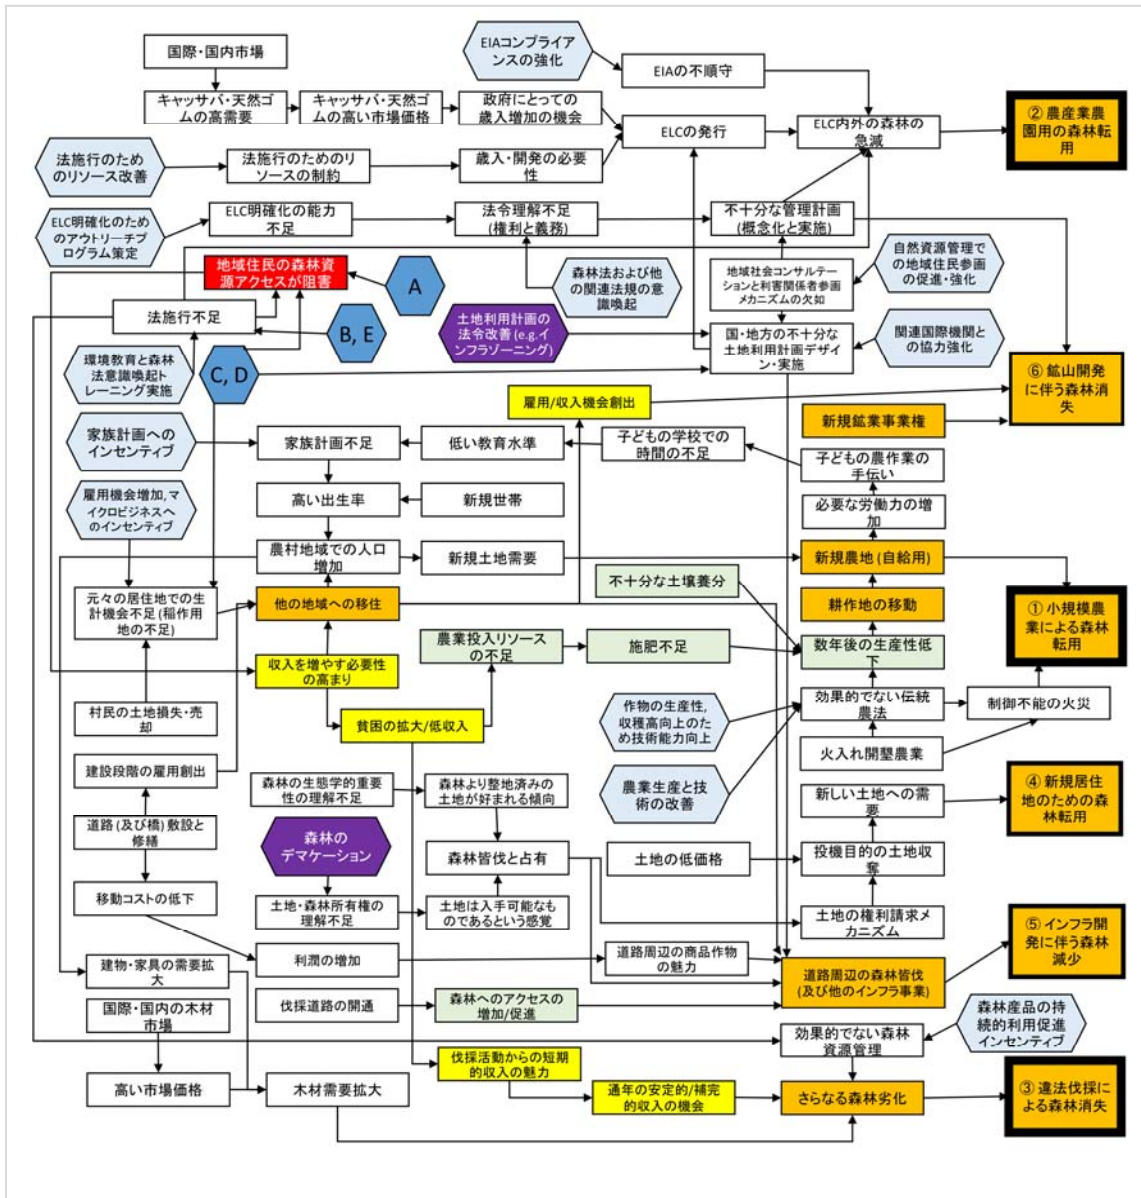 国際・国内市場
EIAコンプライア
ンスの強化
EIAの不順守
キャッサバ・天然ゴ
ムの高需要
キャッサバ・天然ゴ
ムの高い市場価格
政府にとっての
歳入増加の機会
ELCの発行
ELC内外の森林の
急減
② 農産業農
園用の森林転
用
法施行のため
のリソース改善
法施行のためのリ
ソースの制約
歳入・開発の必要
性
ELC明確化のため
のアウトリーチプ
ログラム策定
ELC明確化の能力
不足
法令理解不足
(権利と義務)
不十分な管理計画
(概念化と実施)
自然資源管理で
の地域住民参画
の促進・強化
地域住民の森林資
源アクセスが阻害
A
森林法および他
の関連法規の意
識喚起
地域社会コンサルテー
ションと利害関係者参画
メカニズムの欠如
法施行不足
B, E
土地利用計画の
法令改善 (e.g.イ
ンフラゾーニング)
国・地方の不十分な
土地利用計画デザイ
ン・実施
関連国際機関と
の協力強化
環境教育と森林
法意識喚起ト
レーニング実施
C, D
⑥ 鉱山開発
に伴う森林消
失
雇用/収入機会創出
新規鉱業事業権
家族計画への
インセンティブ
家族計画不足
低い教育水準
子どもの学校での
時間の不足
子どもの農作業の
手伝い
雇用機会増加,マ
イクロビジネスへ
のインセンティブ
高い出生率
新規世帯
必要な労働力の増
加
農村地域での人口
増加
新規土地需要
新規農地 (自給用)
元々の居住地での生
計機会不足 (稲作用
地の不足)
他の地域への移住
不十分な土壌養分
耕作地の移動
① 小規模農
業による森林
転用
農業投入リソース
の不足
施肥不足
数年後の生産性低
下
収入を増やす必要性
の高まり
村民の土地損失・売
却
貧困の拡大/低収入
作物の生産性,
収穫高向上のた
め技術能力向上
効果的でない伝統
農法
制御不能の火災
火入れ開墾農業
建設段階の雇用創出
森林の生態学的重要
性の理解不足
森林より整地済みの
土地が好まれる傾向
農業生産と技
術の改善
新しい土地への需
要
④ 新規居住
地のための森
林転用
道路 (及び橋) 敷設と
修繕
森林の
デマケーション
森林皆伐と占有
土地の低価格
投機目的の土地収
奪
移動コストの低下
土地・森林所有権の
理解不足
土地は入手可能なも
のであるという感覚
土地の権利請求メ
カニズム
⑤ インフラ開
発に伴う森林
減少
建物・家具の需要拡
大
利潤の増加
道路周辺の商品作物
の魅力
道路周辺の森林皆伐
(及び他のインフラ事業)
国際・国内の木材
市場
伐採道路の開通
森林へのアクセスの
増加/促進
効果的でない森林
資源管理
森林産品の持
続的利用促進
インセンティブ
伐採活動からの短期
的収入の魅力
高い市場価格
木材需要拡大
通年の安定的/補完
的収入の機会
さらなる森林劣化
③ 違法伐採に
よる森林消失